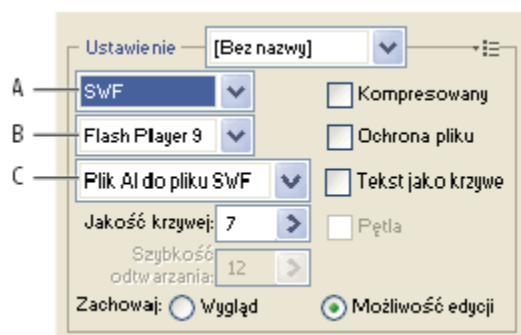 Ustawienie [Bez nazwy]
A SWF Kompresowany
B Flash Player 9 Ochrona pliku
C Plik AI do pliku SWF Tekst jako krzywe
Jakość krzywej: 7 Pętla
Szybkość
odtwarzania: 12
Zachowaj: Wygląd Możliwość edycji